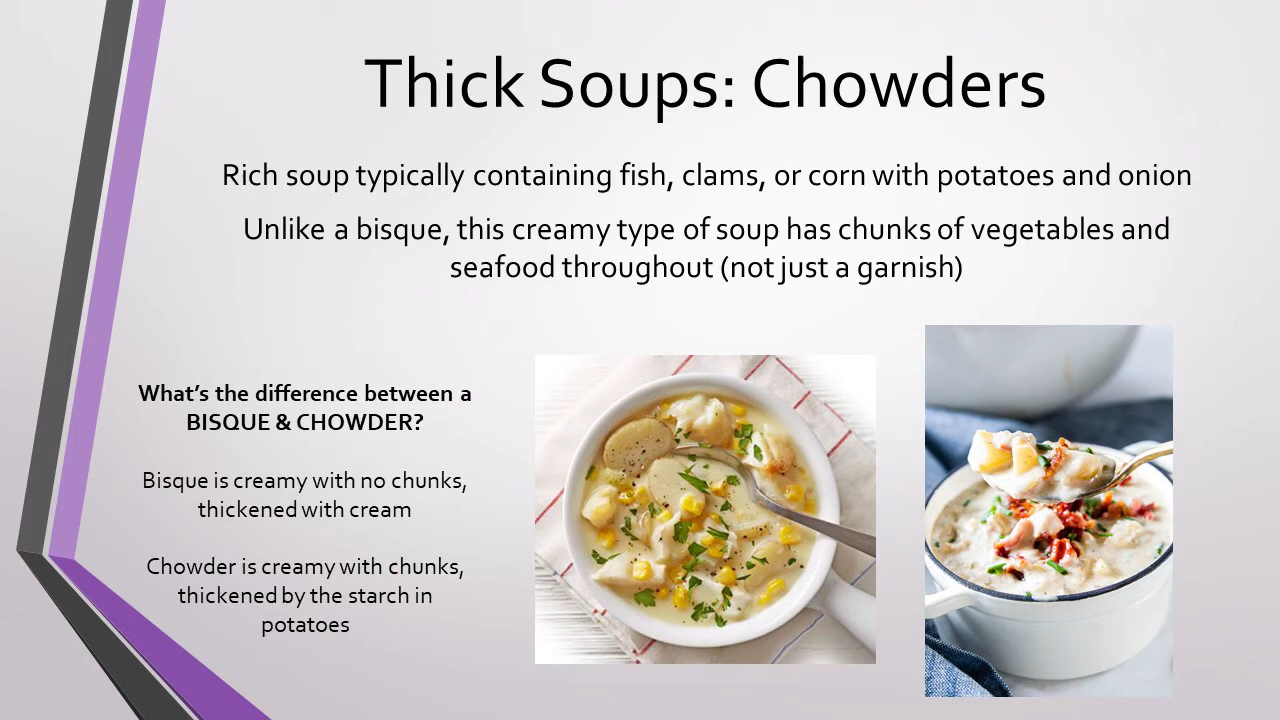 Thick Soups: Chowders
Rich soup typically containing fish, clams, or corn with potatoes and onion
Unlike a bisque, this creamy type of soup has chunks of vegetables and
seafood throughout (not just a garnish)
What’s the difference between a
BISQUE & CHOWDER?
Bisque is creamy with no chunks,
thickened with cream
Chowder is creamy with chunks,
thickened by the starch in
potatoes